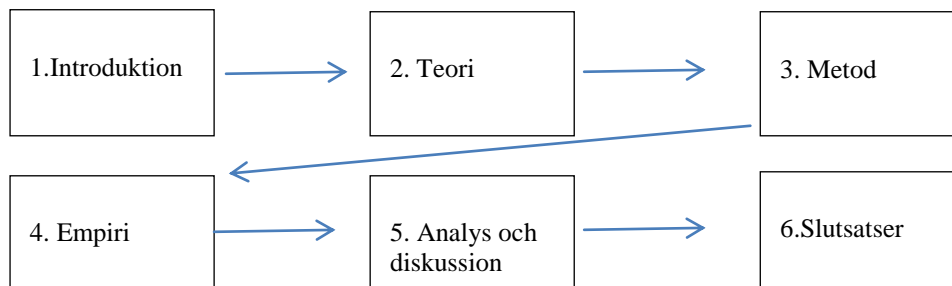 1.Introduktion
2. Teori
3. Metod
4. Empiri
5. Analys och
diskussion
6.Slutsatser